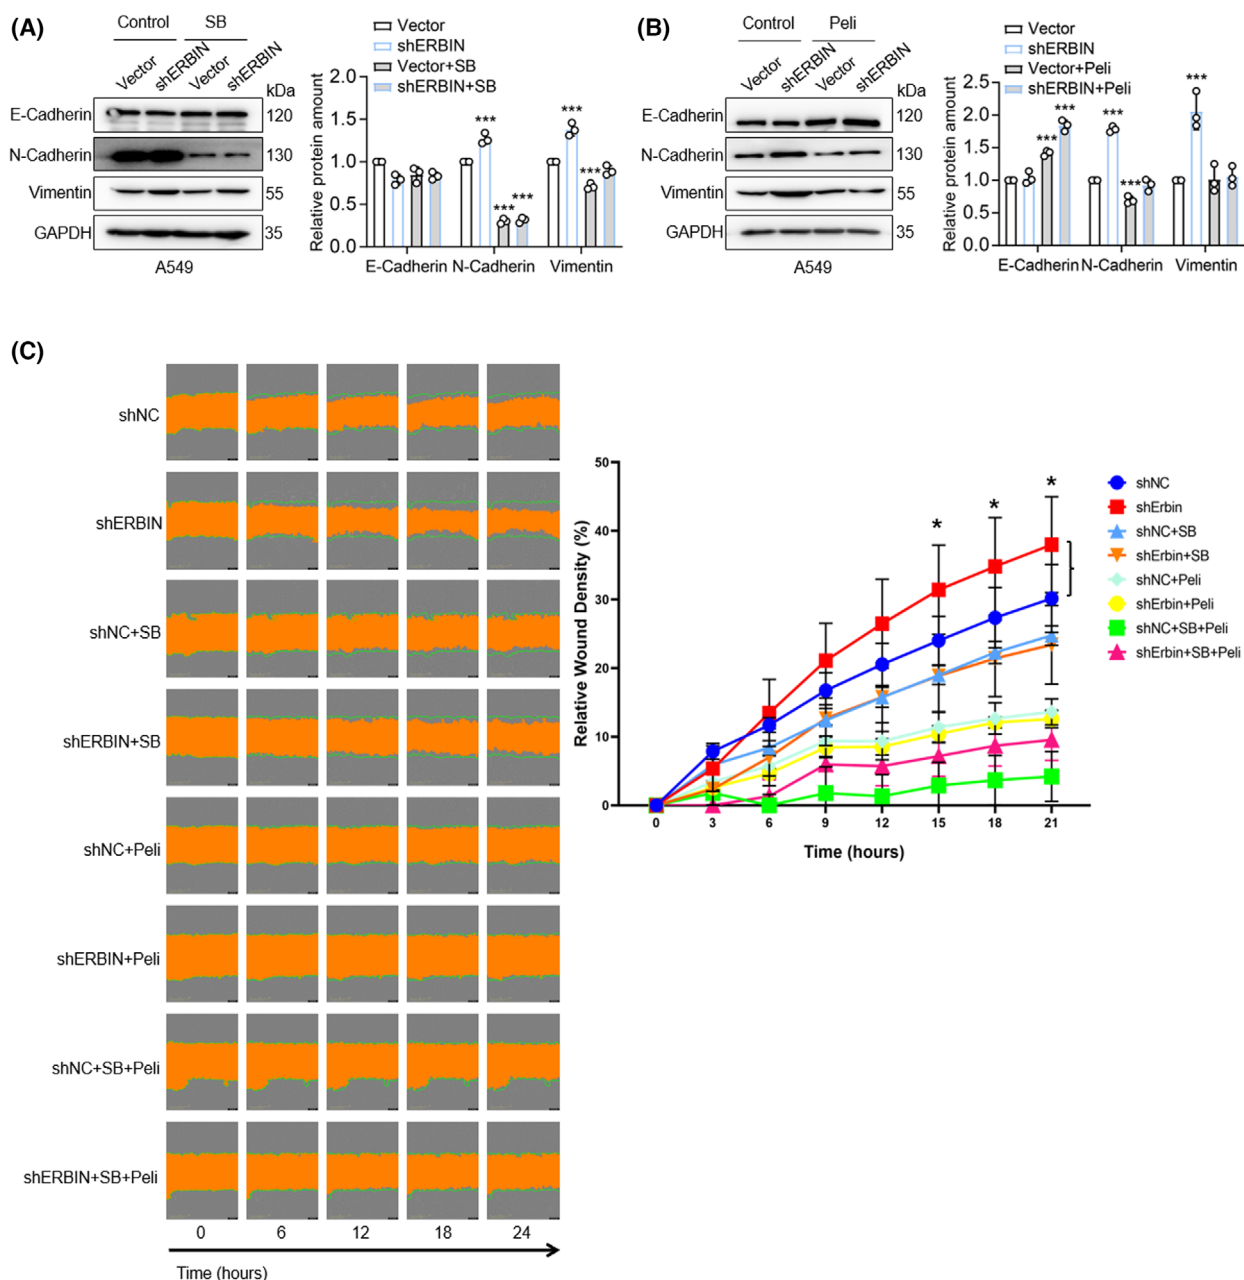 (A)
Control SB
Vector shERBIN Vector shERBIN
kDa
E-Cadherin 120
N-Cadherin 130
Vimentin 55
GAPDH 35
A549
Vector
shERBIN
Vector+SB
shERBIN+SB
Relative protein amount
2.0
1.5
1.0
0.5
0.0
*** *** *** *** ***
E-Cadherin N-Cadherin Vimentin
(B)
Control Peli
Vector shERBIN Vector shERBIN
kDa
E-Cadherin 120
N-Cadherin 130
Vimentin 55
GAPDH 35
A549
Vector
shERBIN
Vector+Peli
shERBIN+Peli
Relative protein amount
2.5
2.0
1.5
1.0
0.5
0.0
*** *** *** *** ***
E-Cadherin N-Cadherin Vimentin
(C)
shNC
shERBIN
shNC+SB
shERBIN+SB
shNC+Peli
shERBIN+Peli
shNC+SB+Peli
shERBIN+SB+Peli
0 6 12 18 24
Time (hours)
Relative Wound Density (%)
50
40
30
20
10
0
* * *
0 3 6 9 12 15 18 21
Time (hours)
shNC
shErbin
shNC+SB
shErbin+SB
shNC+Peli
shErbin+Peli
shNC+SB+Peli
shErbin+SB+Peli